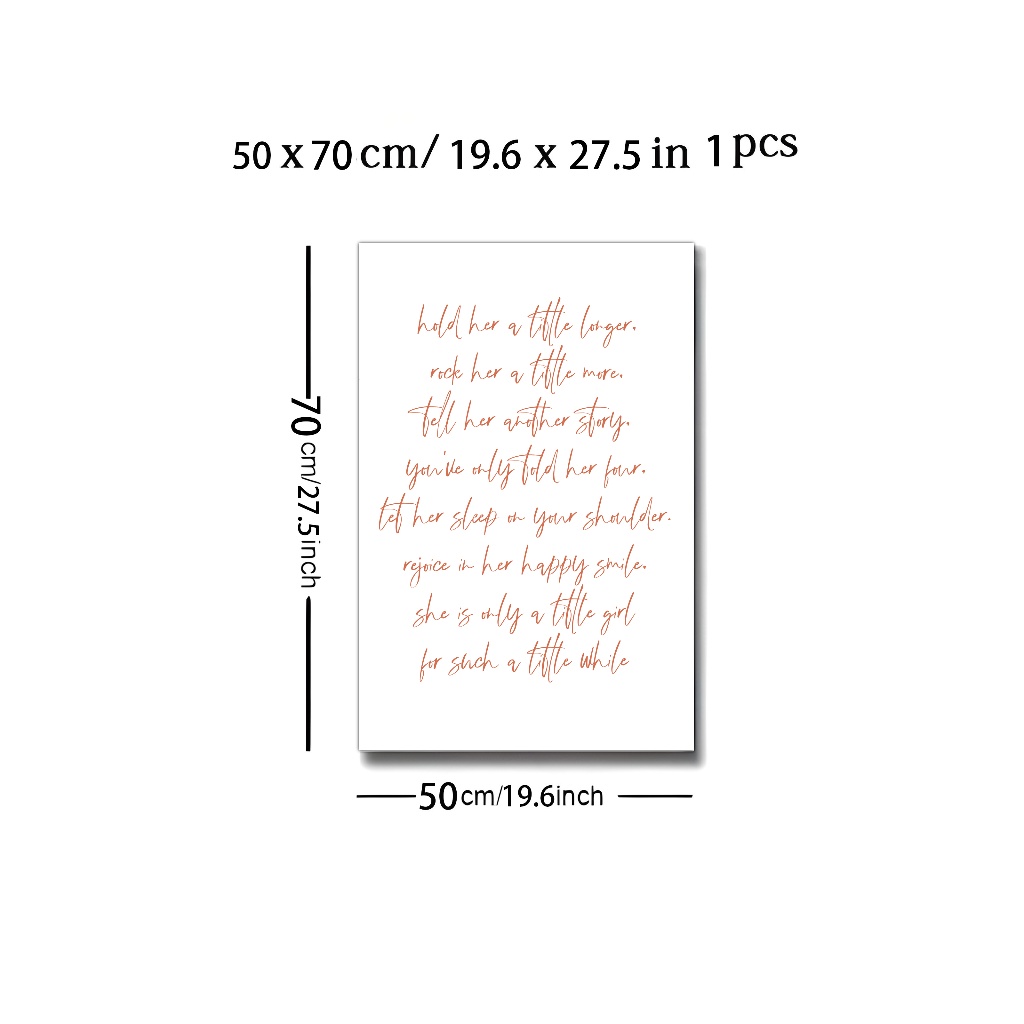 50 x 70 cm/ 19.6 x 27.5 in 1 pcs
hold her a little longer,
rock her a little more,
tell her another story,
you've only told her four,
let her sleep on your shoulder,
rejoice in her happy smile,
she is only a little girl
for such a little while
70 cm/27.5inch
50cm/19.6inch